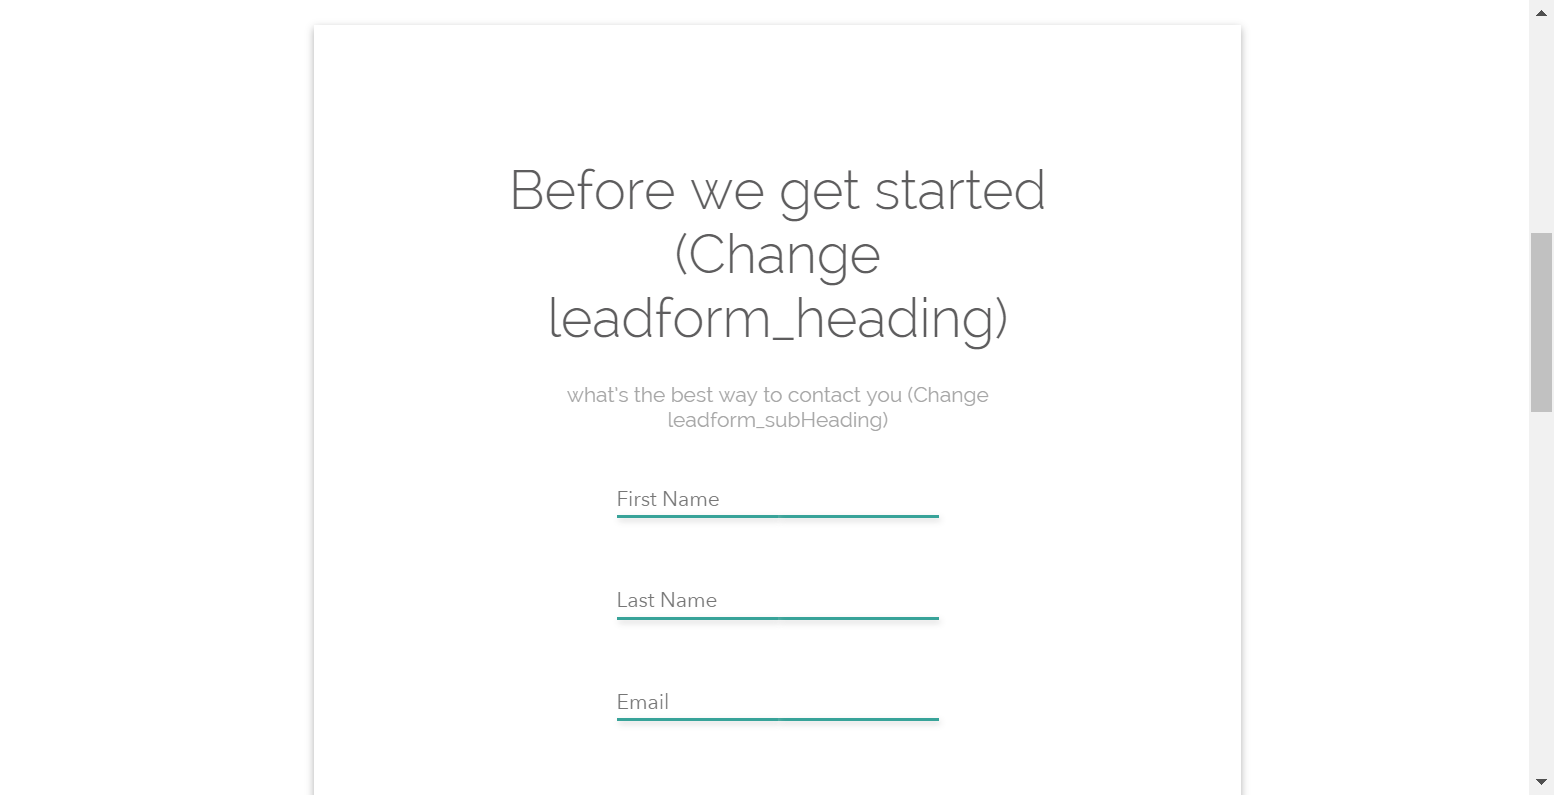 Before we get started
(Change
leadform_heading)
what's the best way to contact you (Change
leadform_subHeading)
First Name
Last Name
Email